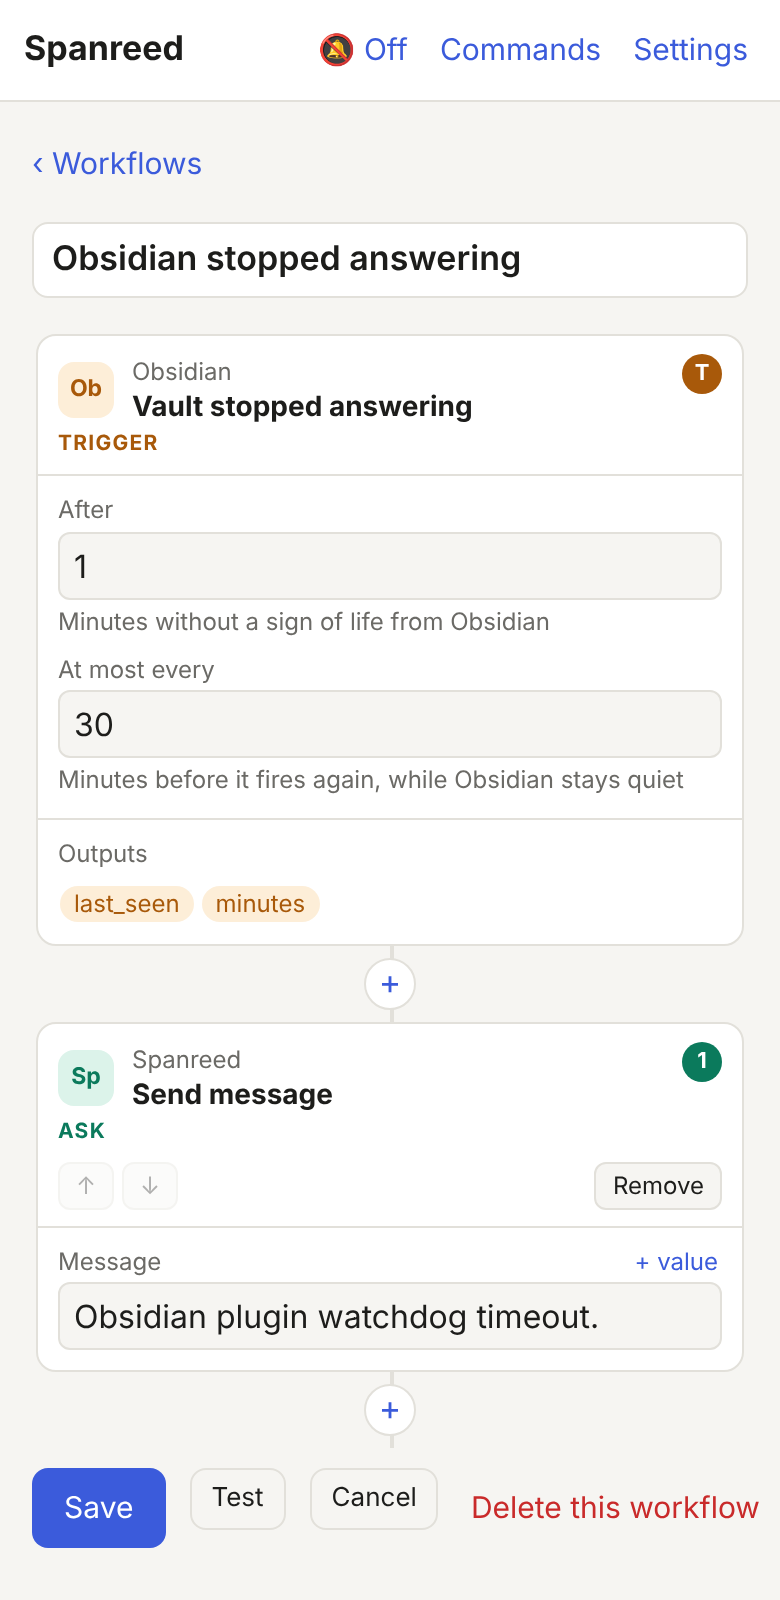 Spanreed
🔕 Off
Commands
Settings
‹ Workflows
Obsidian stopped answering
Ob
Obsidian
Vault stopped answering
T
TRIGGER
After
1
Minutes without a sign of life from Obsidian
At most every
30
Minutes before it fires again, while Obsidian stays quiet
Outputs
last_seen
minutes
+
Sp
Spanreed
Send message
1
ASK
↑
↓
Remove
Message
+ value
Obsidian plugin watchdog timeout.
+
Save
Test
Cancel
Delete this workflow